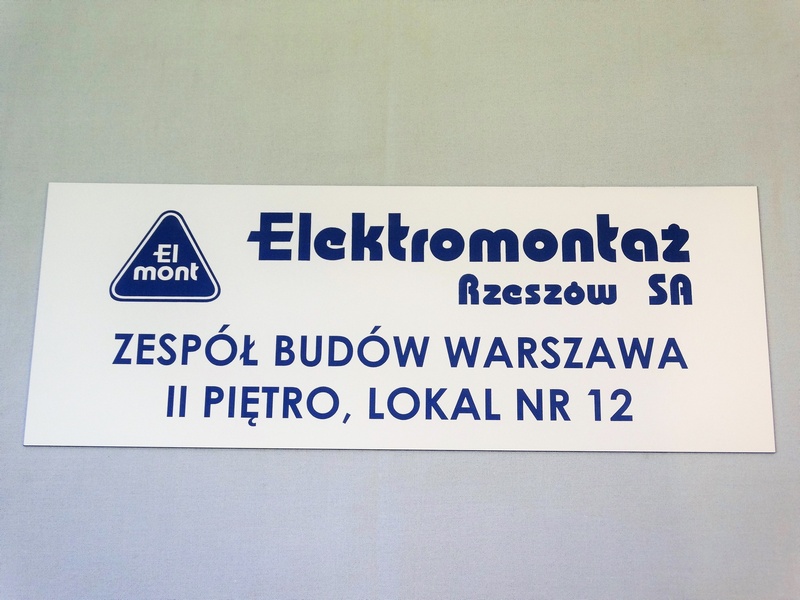 El
mont
Elektromontaż
Rzeszów SA
ZESPÓŁ BUDÓW WARSZAWA
II PIĘTRO, LOKAL NR 12